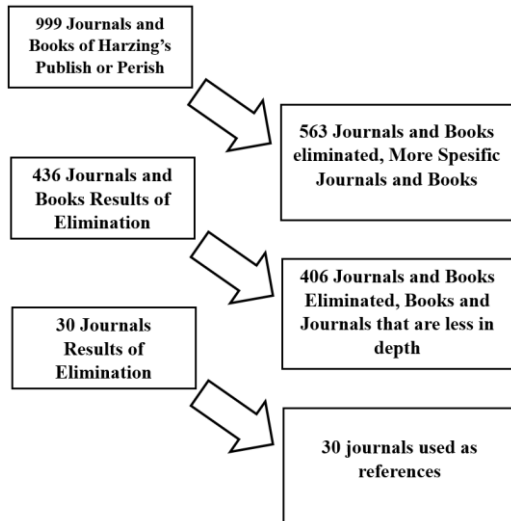 999 Journals and
Books of Harzing's
Publish or Perish
563 Journals and Books
eliminated, More Spesific
Journals and Books
436 Journals and
Books Results of
Elimination
406 Journals and Books
Eliminated, Books and
Journals that are less in
depth
30 Journals
Results of
Elimination
30 journals used as
references